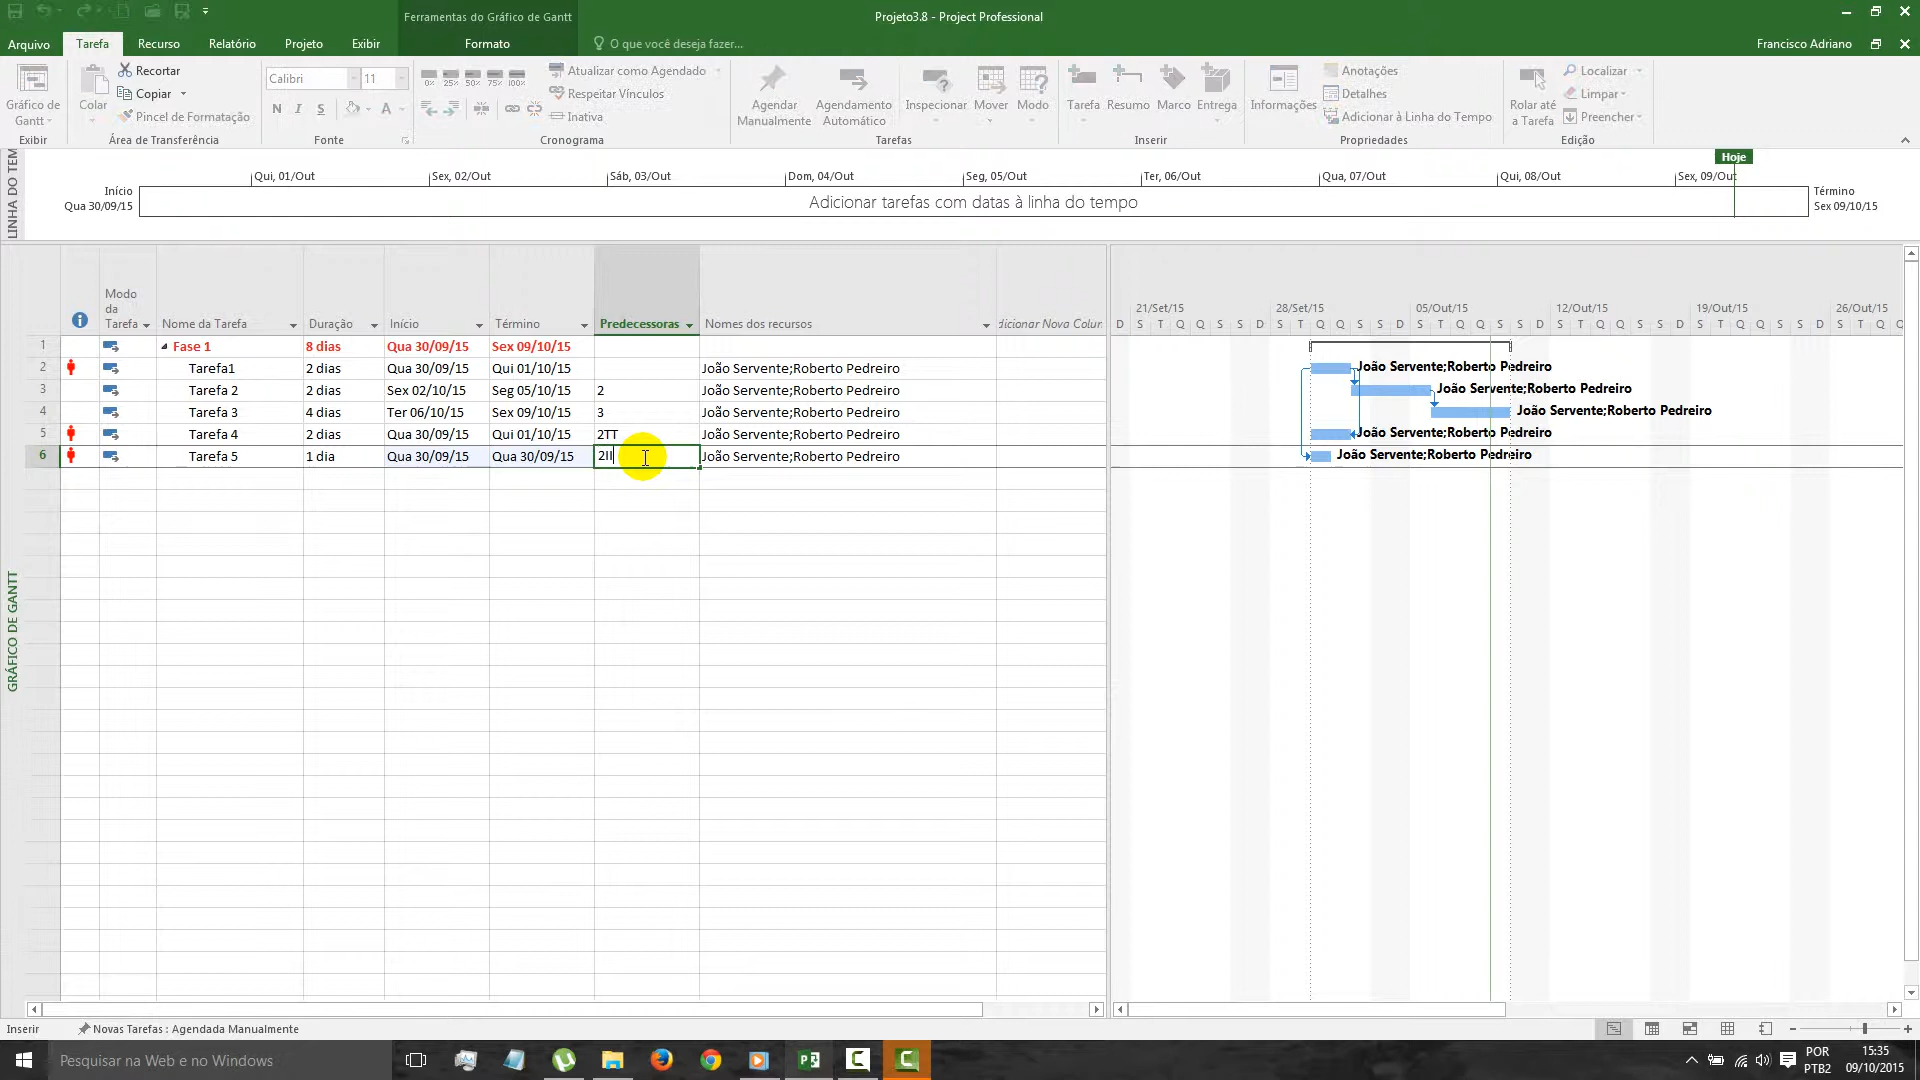 Ferramentas do Gráfico de Gantt
Projeto3.8 - Project Professional
Arquivo Tarefa Recurso Relatório Projeto Exibir Formato O que você deseja fazer... Francisco Adriano
Gráfico de Gantt
Exibir
Colar
Recortar
Copiar
Pincel de Formatação
Área de Transferência
Calibri 11
N I S A
Fonte
0% 25% 50% 75% 100%
Atualizar como Agendado
Respeitar Vínculos
Inativa
Cronograma
Agendar Manualmente
Agendamento Automático
Inspecionar
Mover
Modo
Tarefas
Tarefa
Resumo
Marco
Entrega
Inserir
Informações
Anotações
Detalhes
Adicionar à Linha do Tempo
Propriedades
Rolar até a Tarefa
Localizar
Limpar
Preencher
Edição
LINHA DO TEM
Hoje
Qui, 01/Out Sex, 02/Out Sáb, 03/Out Dom, 04/Out Seg, 05/Out Ter, 06/Out Qua, 07/Out Qui, 08/Out Sex, 09/Out
Início
Qua 30/09/15
Adicionar tarefas com datas à linha do tempo
Término
Sex 09/10/15
GRÁFICO DE GANTT
Modo da Tarefa Nome da Tarefa Duração Início Término Predecessoras Nomes dos recursos dicionar Nova Colun
21/Set/15 28/Set/15 05/Out/15 12/Out/15 19/Out/15 26/Out/15
D S T Q Q S S D S T Q Q S S D S T Q Q S S D S T Q Q S S D S T Q Q S S D S T Q Q
1 Fase 1 8 dias Qua 30/09/15 Sex 09/10/15
2 Tarefa1 2 dias Qua 30/09/15 Qui 01/10/15 João Servente;Roberto Pedreiro João Servente;Roberto Pedreiro
3 Tarefa 2 2 dias Sex 02/10/15 Seg 05/10/15 2 João Servente;Roberto Pedreiro João Servente;Roberto Pedreiro
4 Tarefa 3 4 dias Ter 06/10/15 Sex 09/10/15 3 João Servente;Roberto Pedreiro João Servente;Roberto Pedreiro
5 Tarefa 4 2 dias Qua 30/09/15 Qui 01/10/15 2TT João Servente;Roberto Pedreiro João Servente;Roberto Pedreiro
6 Tarefa 5 1 dia Qua 30/09/15 Qua 30/09/15 2II João Servente;Roberto Pedreiro João Servente;Roberto Pedreiro
Inserir Novas Tarefas : Agendada Manualmente
Pesquisar na Web e no Windows
POR
PTB2
15:35
09/10/2015